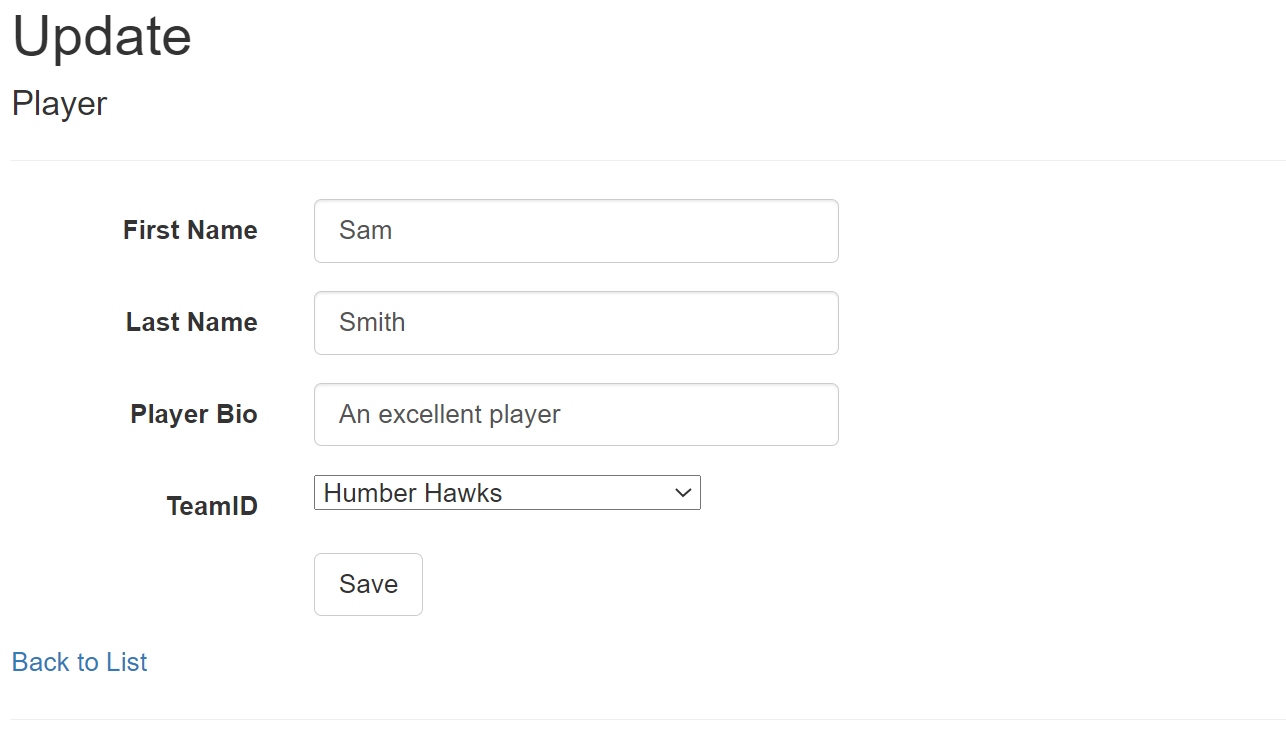 Update
Player
First Name
Sam
Last Name
Smith
Player Bio
An excellent player
TeamID
Humber Hawks
Save
Back to List